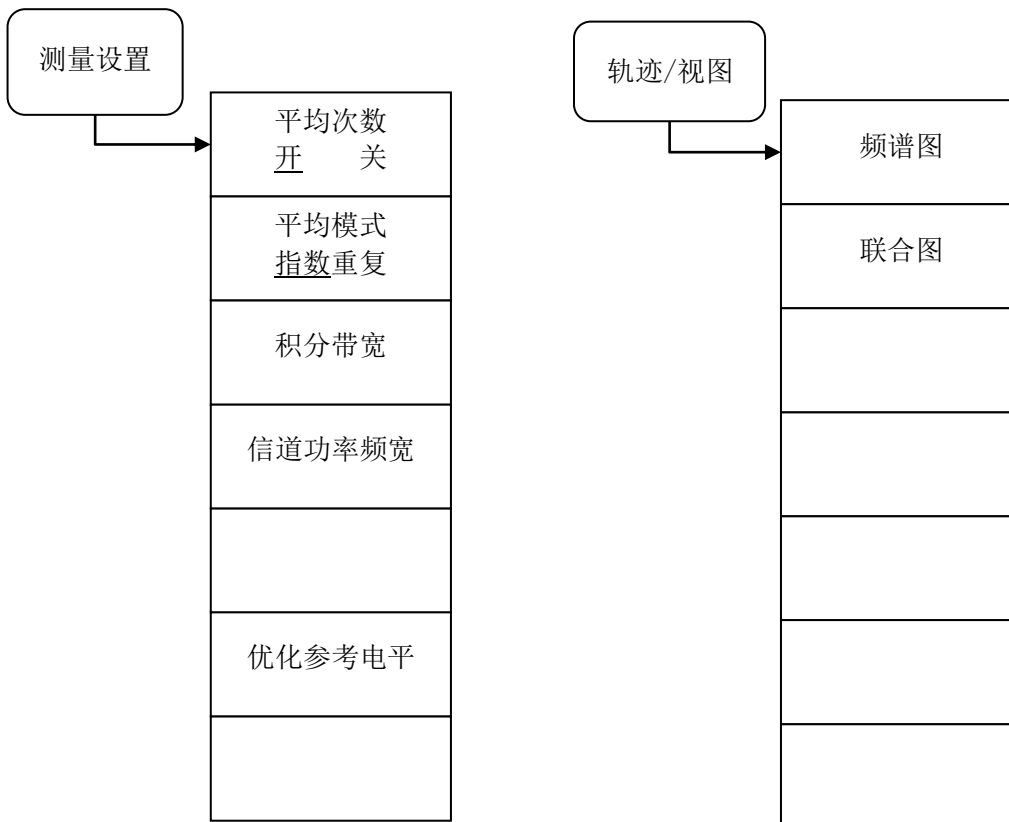 测量设置
平均次数
开 关
平均模式
指数重复
积分带宽
信道功率频宽
优化参考电平
轨迹/视图
频谱图
联合图